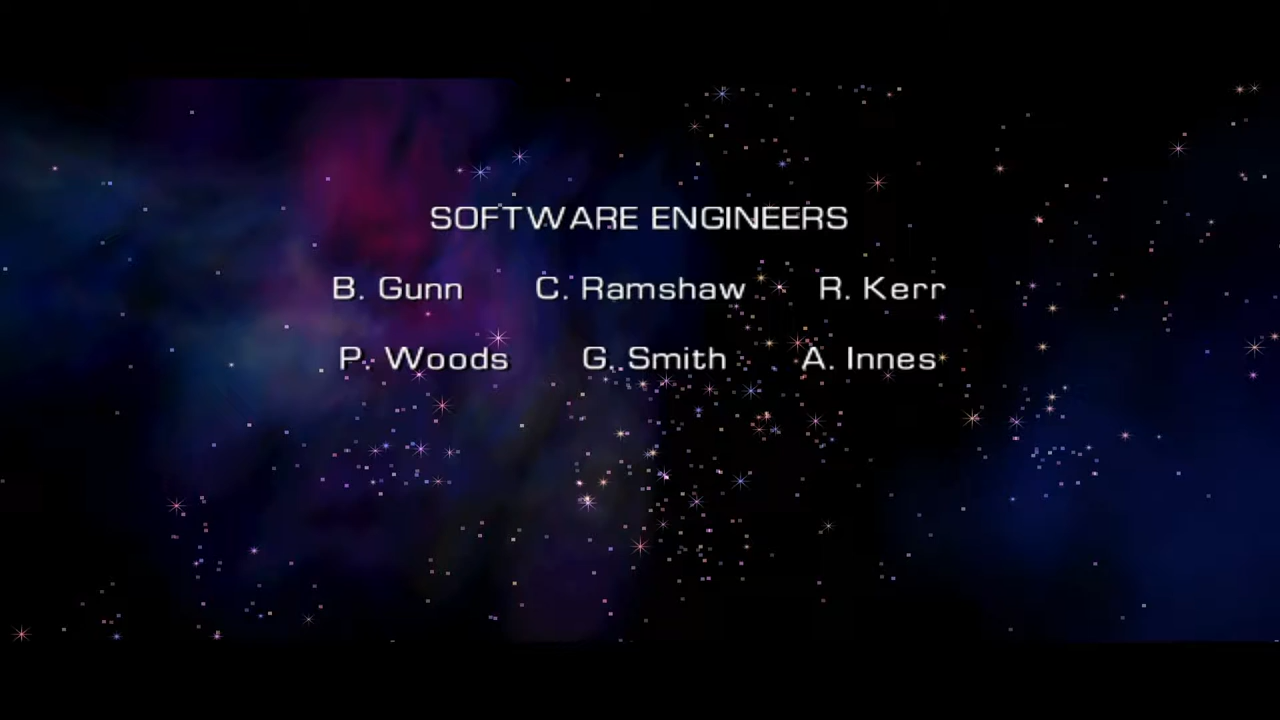 SOFTWARE ENGINEERS
B. Gunn C. Ramshaw R. Kerr
P. Woods G. Smith A. Innes